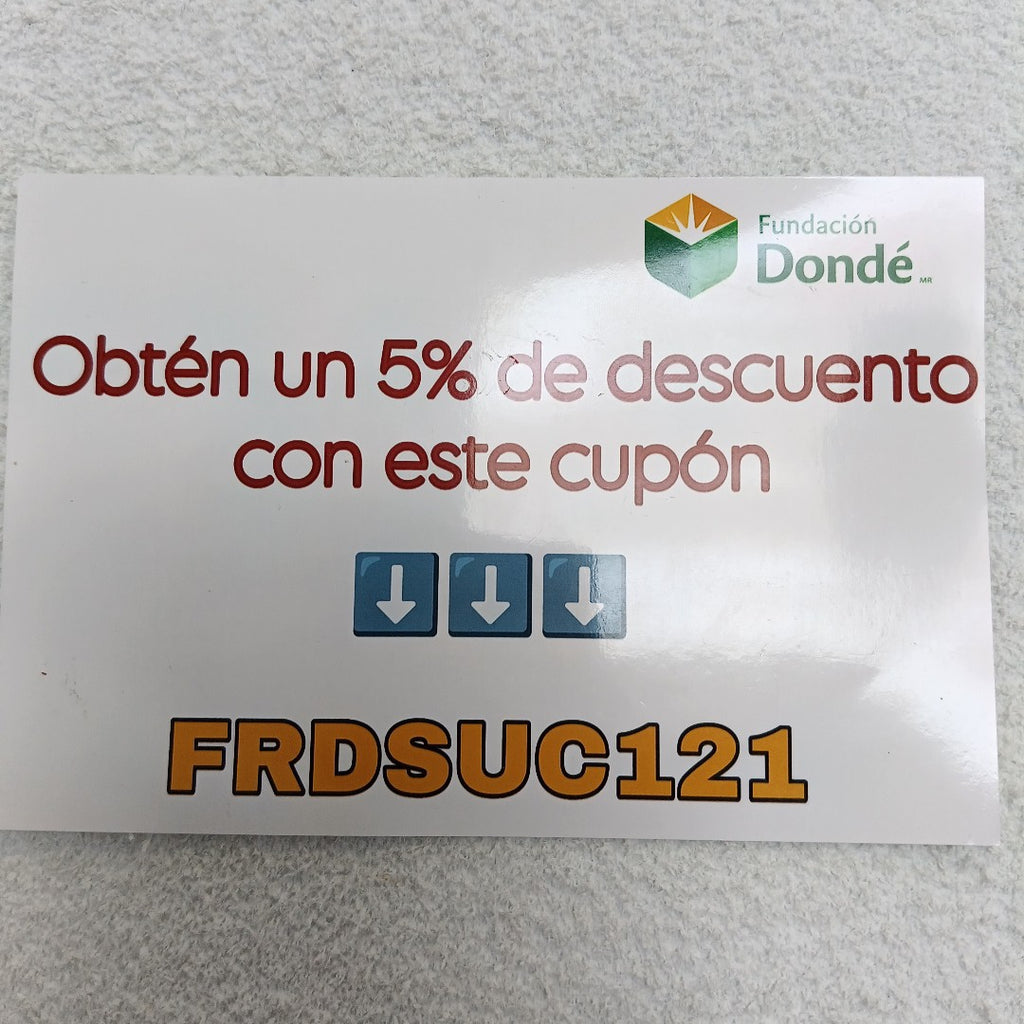 Fundación
Dondé MR
Obtén un 5% de descuento
con este cupón
FRDSUC121